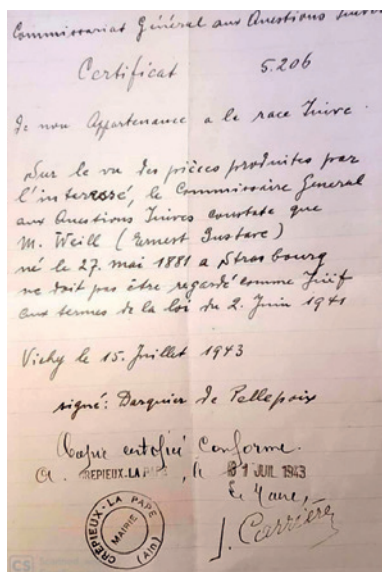 Commissariat Général aux Questions Juives
Certificat 5.206
de non Appartenance a la race Juive.
Sur le vu des pièces produites par
l'interessé, le Commissaire General
aux Questions Juives constate que
M. Weill (Ernest Gustave)
né le 27. mai 1881 a Strasbourg
ne doit pas être regardé comme Juif
aux termes de la loi du 2. Juin 1941
Vichy le 15. Juillet 1943
signé: Darquier de Pellepoix
Copie certifié conforme.
A CREPIEUX-LA PAPE, le 31 JUIL 1943
Le Maire,
J. Carrière
CREPIEUX-LA PAPE
MAIRIE
(Ain)
CS